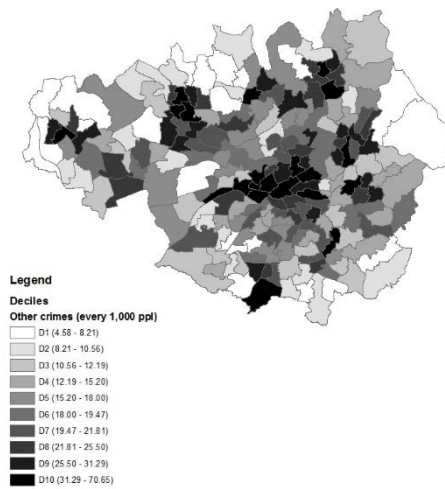 Legend
Deciles
Other crimes (every 1,000 ppl)
D1 (4.58 - 8.21)
D2 (8.21 - 10.56)
D3 (10.56 - 12.19)
D4 (12.19 - 15.20)
D5 (15.20 - 18.00)
D6 (18.00 - 19.47)
D7 (19.47 - 21.81)
D8 (21.81 - 25.50)
D9 (25.50 - 31.29)
D10 (31.29 - 70.65)